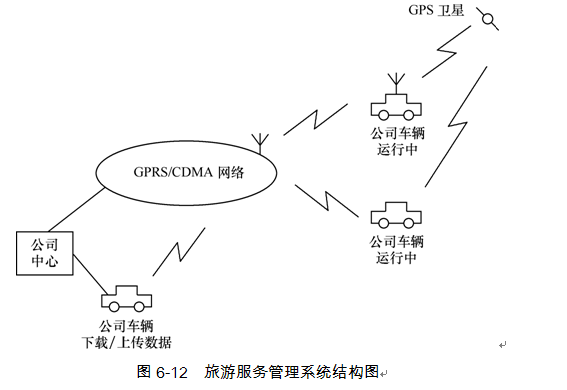 GPS 卫星
公司车辆
运行中
GPRS/CDMA 网络
公司车辆
运行中
公司
中心
公司车辆
下载/上传数据
图 6-12 旅游服务管理系统结构图